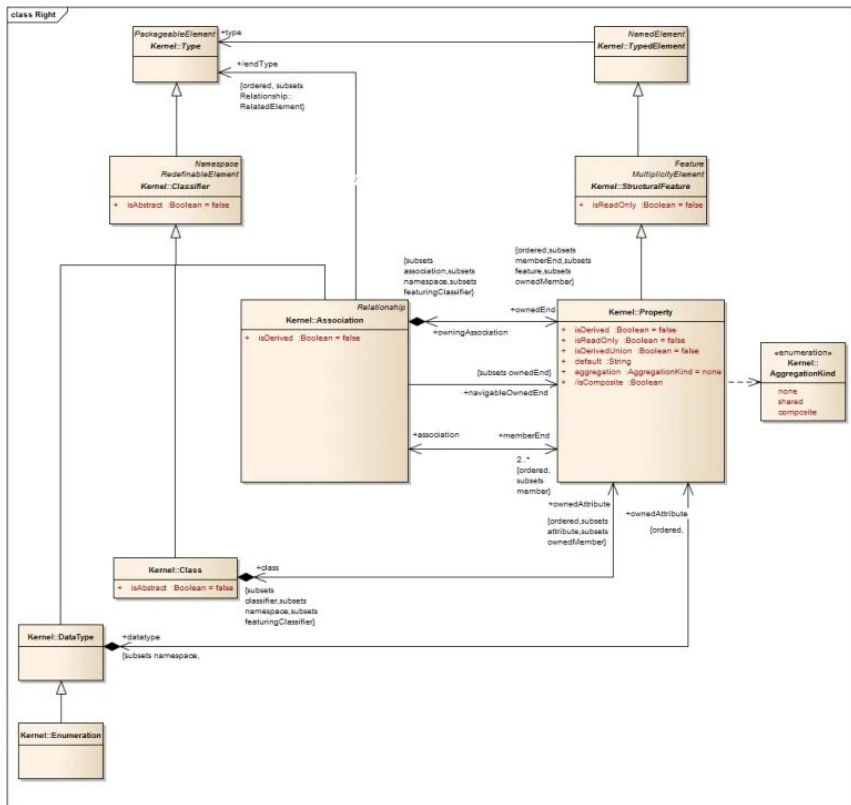 class Right
PackageableElement
Kernel::Type
+type
NamedElement
Kernel::TypedElement
+/endType
{ordered, subsets
Relationship::
RelatedElement}
Namespace
RedefinableElement
Kernel::Classifier
+ isAbstract :Boolean = false
/
Feature
MultiplicityElement
Kernel::StructuralFeature
+ isReadOnly :Boolean = false
{subsets
association,subsets
namespace,subsets
featuringClassifier}
{ordered,subsets
memberEnd,subsets
feature,subsets
ownedMember}
Relationship
Kernel::Association
+ isDerived :Boolean = false
+ownedEnd
+owningAssociation
{subsets ownedEnd}
+navigableOwnedEnd
+association
+memberEnd
2..*
{ordered,
subsets
member}
Kernel::Property
+ isDerived :Boolean = false
+ isReadOnly :Boolean = false
+ isDerivedUnion :Boolean = false
+ default :String
+ aggregation :AggregationKind = none
+ /isComposite :Boolean
«enumeration»
Kernel::
AggregationKind
none
shared
composite
+ownedAttribute
{ordered,subsets
attribute,subsets
ownedMember}
+ownedAttribute
{ordered,
Kernel::Class
+ isAbstract :Boolean = false
+class
{subsets
classifier,subsets
namespace,subsets
featuringClassifier}
Kernel::DataType
+datatype
{subsets namespace,
Kernel::Enumeration